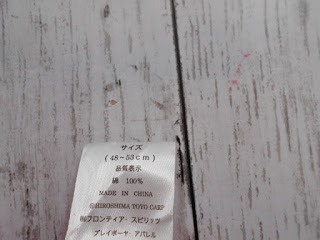 サイズ
(48-53cm)
品質表示
綿 100%
MADE IN CHINA
©HIROSHIMA TOYO CARP
㈱フロンティア・スピリッツ
プレイボーヤ・アパレル